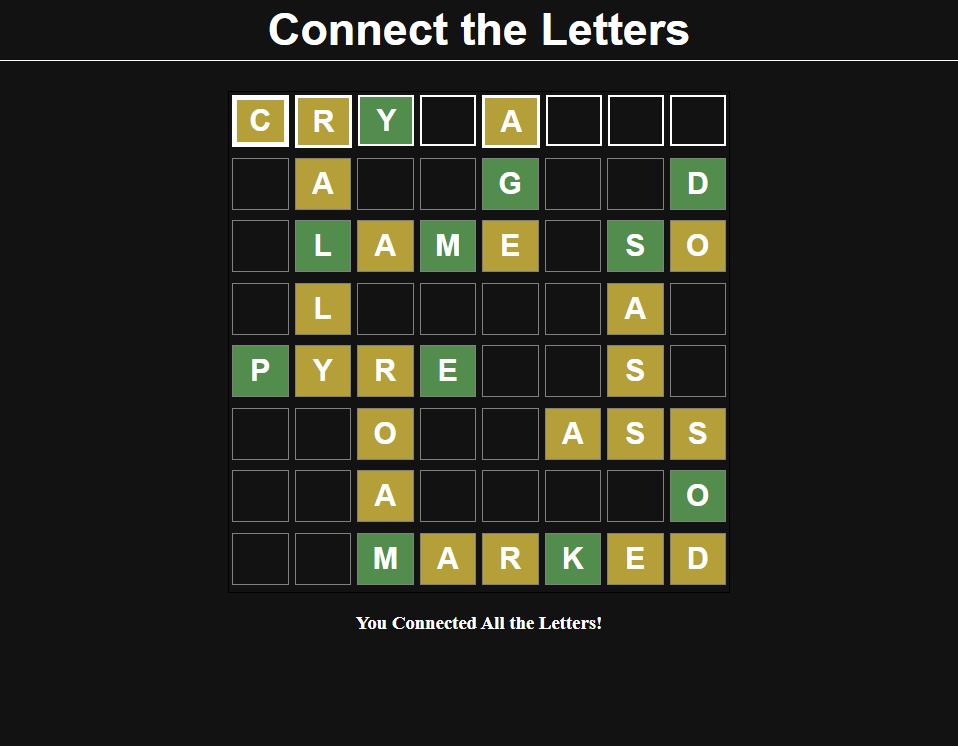 Connect the Letters
C R Y A
A G D
L A M E S O
L A
P Y R E S
O A S S
A O
M A R K E D
You Connected All the Letters!